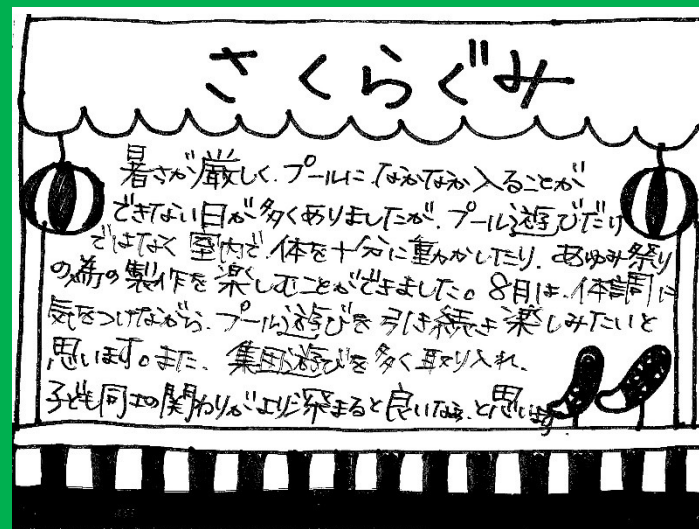 さくらぐみ
暑さが厳しく、プールになかなか入ることが
できない日が多くありましたが、プール遊びだけ
ではなく室内で、体を十分に動かしたり、あゆみ祭り
の為の製作を楽しむことができました。8月は、体調に
気をつけながら、プール遊びを引き続き楽しみたいと
思います。また、集団遊びを多く取り入れ、
子ども同士の関わりがより深まると良いなぁ、と思います